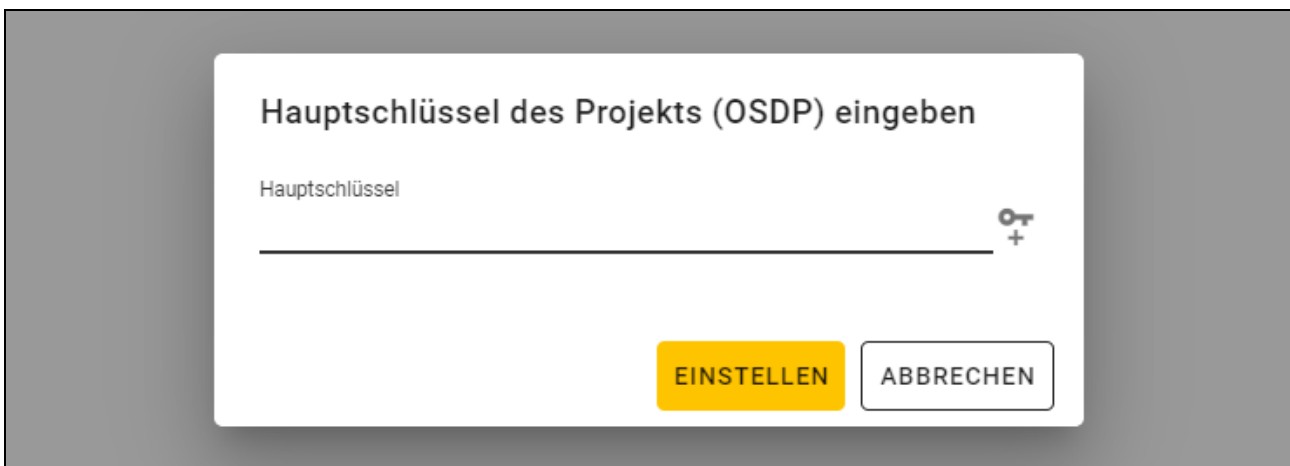 Hauptschlüssel des Projekts (OSDP) eingeben
Hauptschlüssel
EINSTELLEN ABBRECHEN